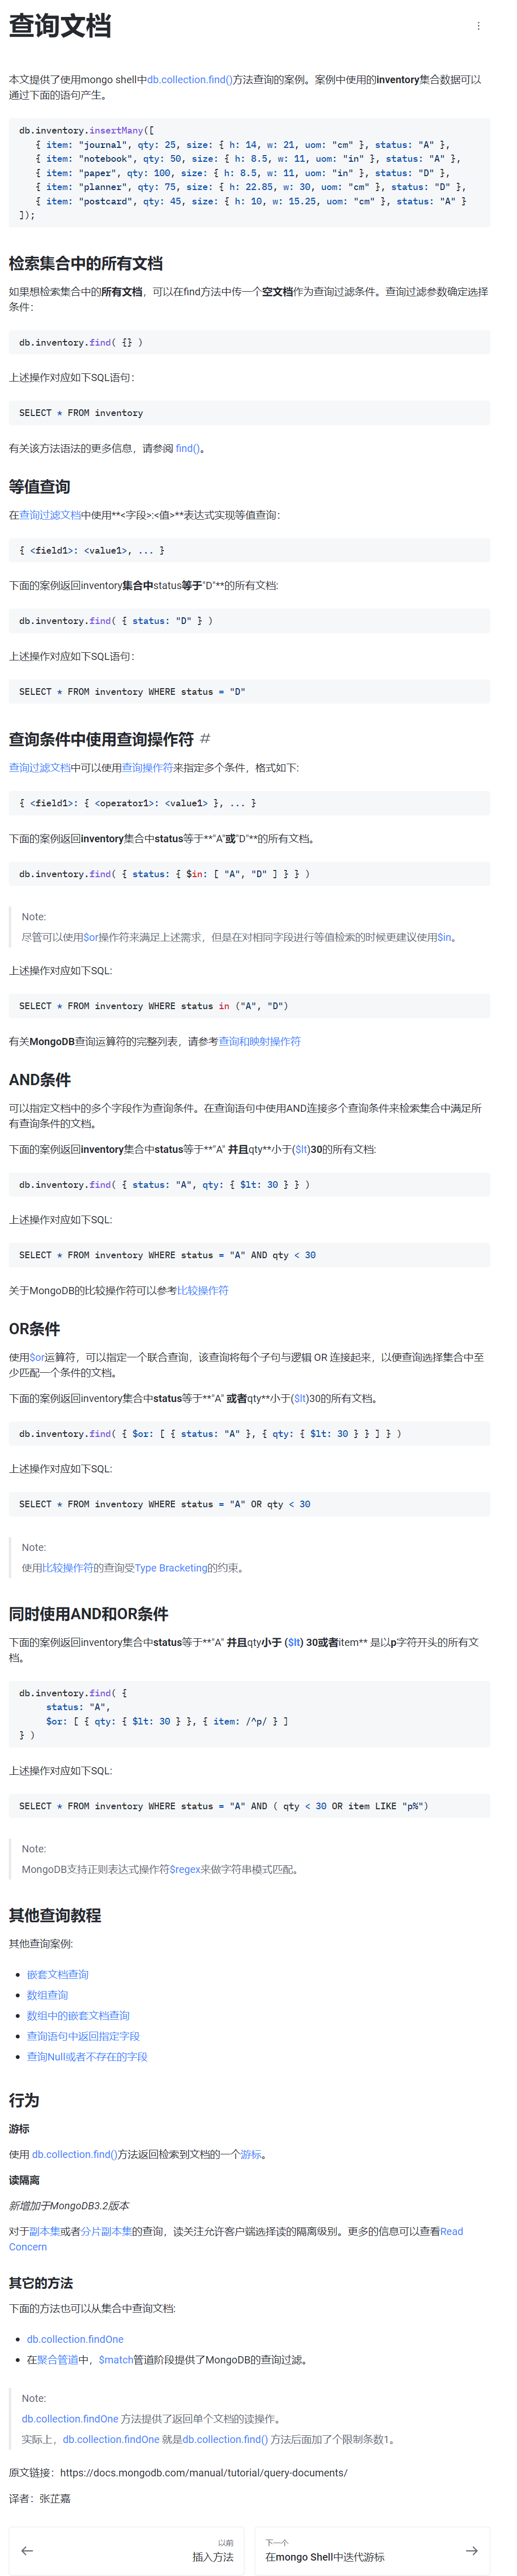 查询文档
本文提供了使用mongo shell中db.collection.find()方法查询的案例。案例中使用的inventory集合数据可以
通过下面的语句产生。
db.inventory.insertMany([
   { item: "journal", qty: 25, size: { h: 14, w: 21, uom: "cm" }, status: "A" },
   { item: "notebook", qty: 50, size: { h: 8.5, w: 11, uom: "in" }, status: "A" },
   { item: "paper", qty: 100, size: { h: 8.5, w: 11, uom: "in" }, status: "D" },
   { item: "planner", qty: 75, size: { h: 22.85, w: 30, uom: "cm" }, status: "D" },
   { item: "postcard", qty: 45, size: { h: 10, w: 15.25, uom: "cm" }, status: "A" }
]);
检索集合中的所有文档
如果想检索集合中的所有文档，可以在find方法中传一个空文档作为查询过滤条件。查询过滤参数确定选择
条件：
db.inventory.find( {} )
上述操作对应如下SQL语句：
SELECT * FROM inventory
有关该方法语法的更多信息，请参阅 find()。
等值查询
在查询过滤文档中使用**<字段>:<值>**表达式实现等值查询：
{ <field1>: <value1>, ... }
下面的案例返回inventory集合中status等于"D"**的所有文档:
db.inventory.find( { status: "D" } )
上述操作对应如下SQL语句：
SELECT * FROM inventory WHERE status = "D"
查询条件中使用查询操作符 #
查询过滤文档中可以使用查询操作符来指定多个条件，格式如下:
{ <field1>: { <operator1>: <value1> }, ... }
下面的案例返回inventory集合中status等于**"A"或"D"**的所有文档。
db.inventory.find( { status: { $in: [ "A", "D" ] } } )
Note:
尽管可以使用$or操作符来满足上述需求，但是在对相同字段进行等值检索的时候更建议使用$in。
上述操作对应如下SQL:
SELECT * FROM inventory WHERE status in ("A", "D")
有关MongoDB查询运算符的完整列表，请参考查询和映射操作符
AND条件
可以指定文档中的多个字段作为查询条件。在查询语句中使用AND连接多个查询条件来检索集合中满足所
有查询条件的文档。
下面的案例返回inventory集合中status等于**"A" 并且qty**小于($lt)30的所有文档:
db.inventory.find( { status: "A", qty: { $lt: 30 } } )
上述操作对应如下SQL:
SELECT * FROM inventory WHERE status = "A" AND qty < 30
关于MongoDB的比较操作符可以参考比较操作符
OR条件
使用$or运算符，可以指定一个联合查询，该查询将每个子句与逻辑 OR 连接起来，以便查询选择集合中至
少匹配一个条件的文档。
下面的案例返回inventory集合中status等于**"A" 或者qty**小于($lt)30的所有文档。
db.inventory.find( { $or: [ { status: "A" }, { qty: { $lt: 30 } } ] } )
上述操作对应如下SQL:
SELECT * FROM inventory WHERE status = "A" OR qty < 30
Note:
使用比较操作符的查询受Type Bracketing的约束。
同时使用AND和OR条件
下面的案例返回inventory集合中status等于**"A" 并且qty小于 ($lt) 30或者item** 是以p字符开头的所有文
档。
db.inventory.find( {
     status: "A",
     $or: [ { qty: { $lt: 30 } }, { item: /^p/ } ]
} )
上述操作对应如下SQL:
SELECT * FROM inventory WHERE status = "A" AND ( qty < 30 OR item LIKE "p%")
Note:
MongoDB支持正则表达式操作符$regex来做字符串模式匹配。
其他查询教程
其他查询案例:
嵌套文档查询
数组查询
数组中的嵌套文档查询
查询语句中返回指定字段
查询Null或者不存在的字段
行为
游标
使用 db.collection.find()方法返回检索到文档的一个游标。
读隔离
新增加于MongoDB3.2版本
对于副本集或者分片副本集的查询，读关注允许客户端选择读的隔离级别。更多的信息可以查看Read
Concern
其它的方法
下面的方法也可以从集合中查询文档:
db.collection.findOne
在聚合管道中，$match管道阶段提供了MongoDB的查询过滤。
Note:
db.collection.findOne 方法提供了返回单个文档的读操作。
实际上，db.collection.findOne 就是db.collection.find() 方法后面加了个限制条数1。
原文链接：https://docs.mongodb.com/manual/tutorial/query-documents/
译者：张芷嘉
以前
插入方法
下一个
在mongo Shell中迭代游标